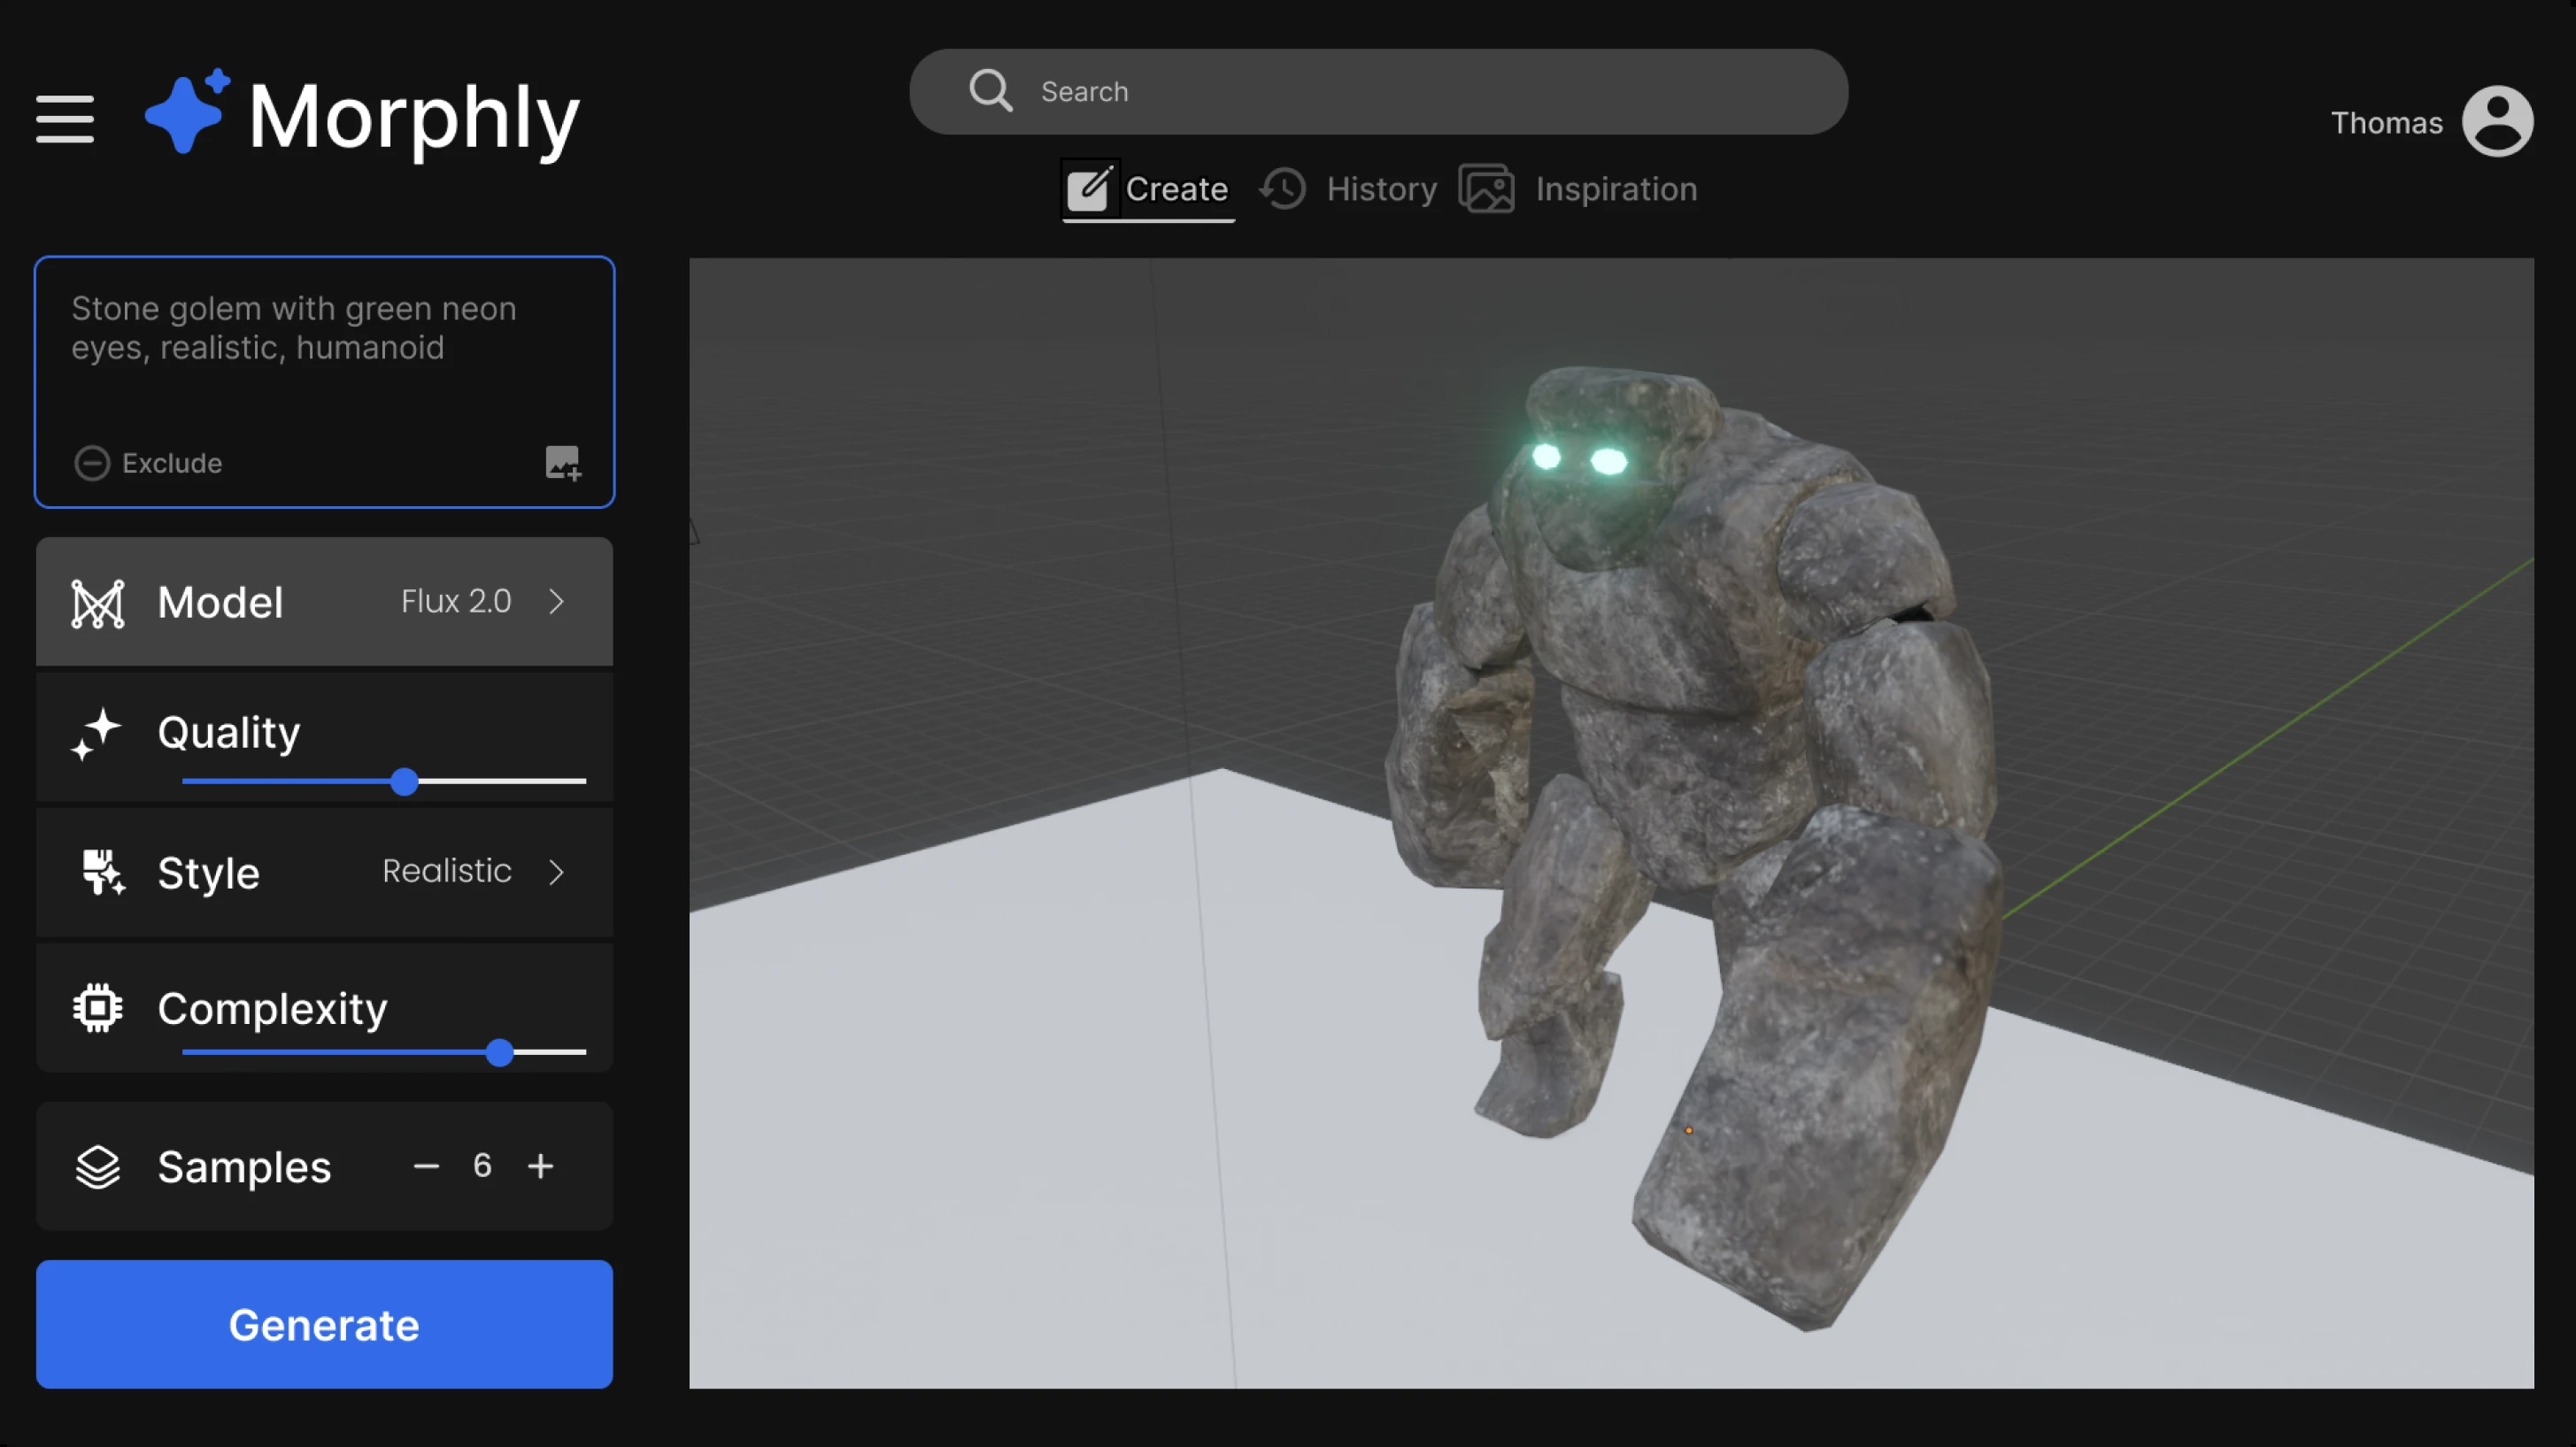 Morphly
Search
Thomas
Create
History
Inspiration
Stone golem with green neon
eyes, realistic, humanoid
Exclude
Model
Flux 2.0
Quality
Style
Realistic
Complexity
Samples
6
Generate